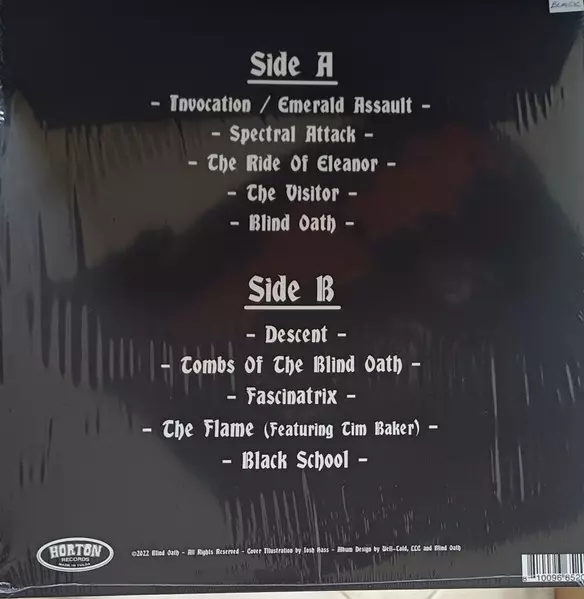 BLACK
Side A
- Invocation / Emerald Assault -
- Spectral Attack -
- The Ride Of Eleanor -
- The Visitor -
- Blind Oath -
Side B
- Descent -
- Tombs Of The Blind Oath -
- Fascinatrix -
- The Flame (Featuring Tim Baker) -
- Black School -
HORTON
RECORDS
MADE IN TULSA
©2022 Blind Oath - All Rights Reserved - Cover Illustration by Josh Gass - Album Design by Well-Told, LLC and Blind Oath